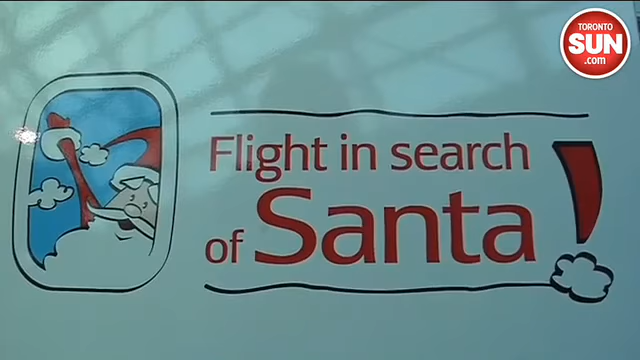 TORONTO
SUN
.com
Flight in search
of Santa!